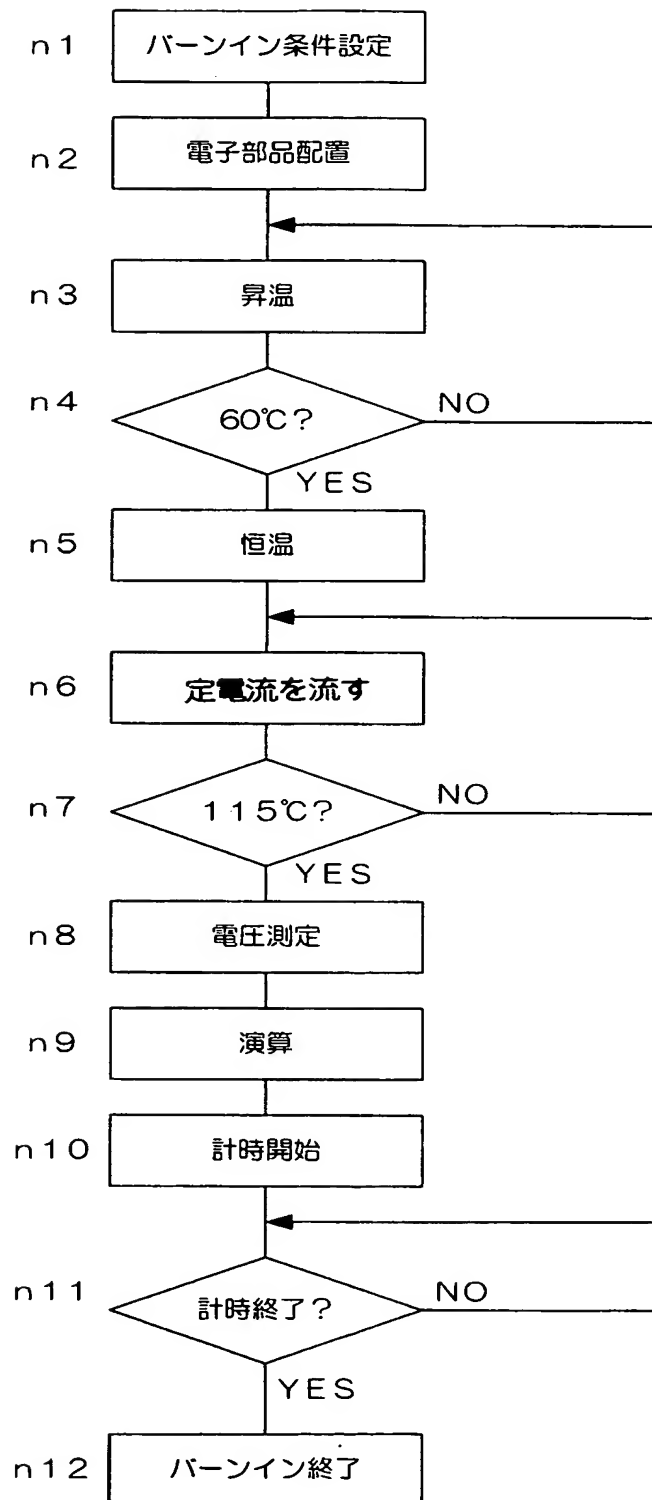 n1 バーンイン条件設定
n2 電子部品配置
n3 昇温
n4 60℃? NO
YES
n5 恒温
n6 定電流を流す
n7 115℃? NO
YES
n8 電圧測定
n9 演算
n10 計時開始
n11 計時終了? NO
YES
n12 バーンイン終了